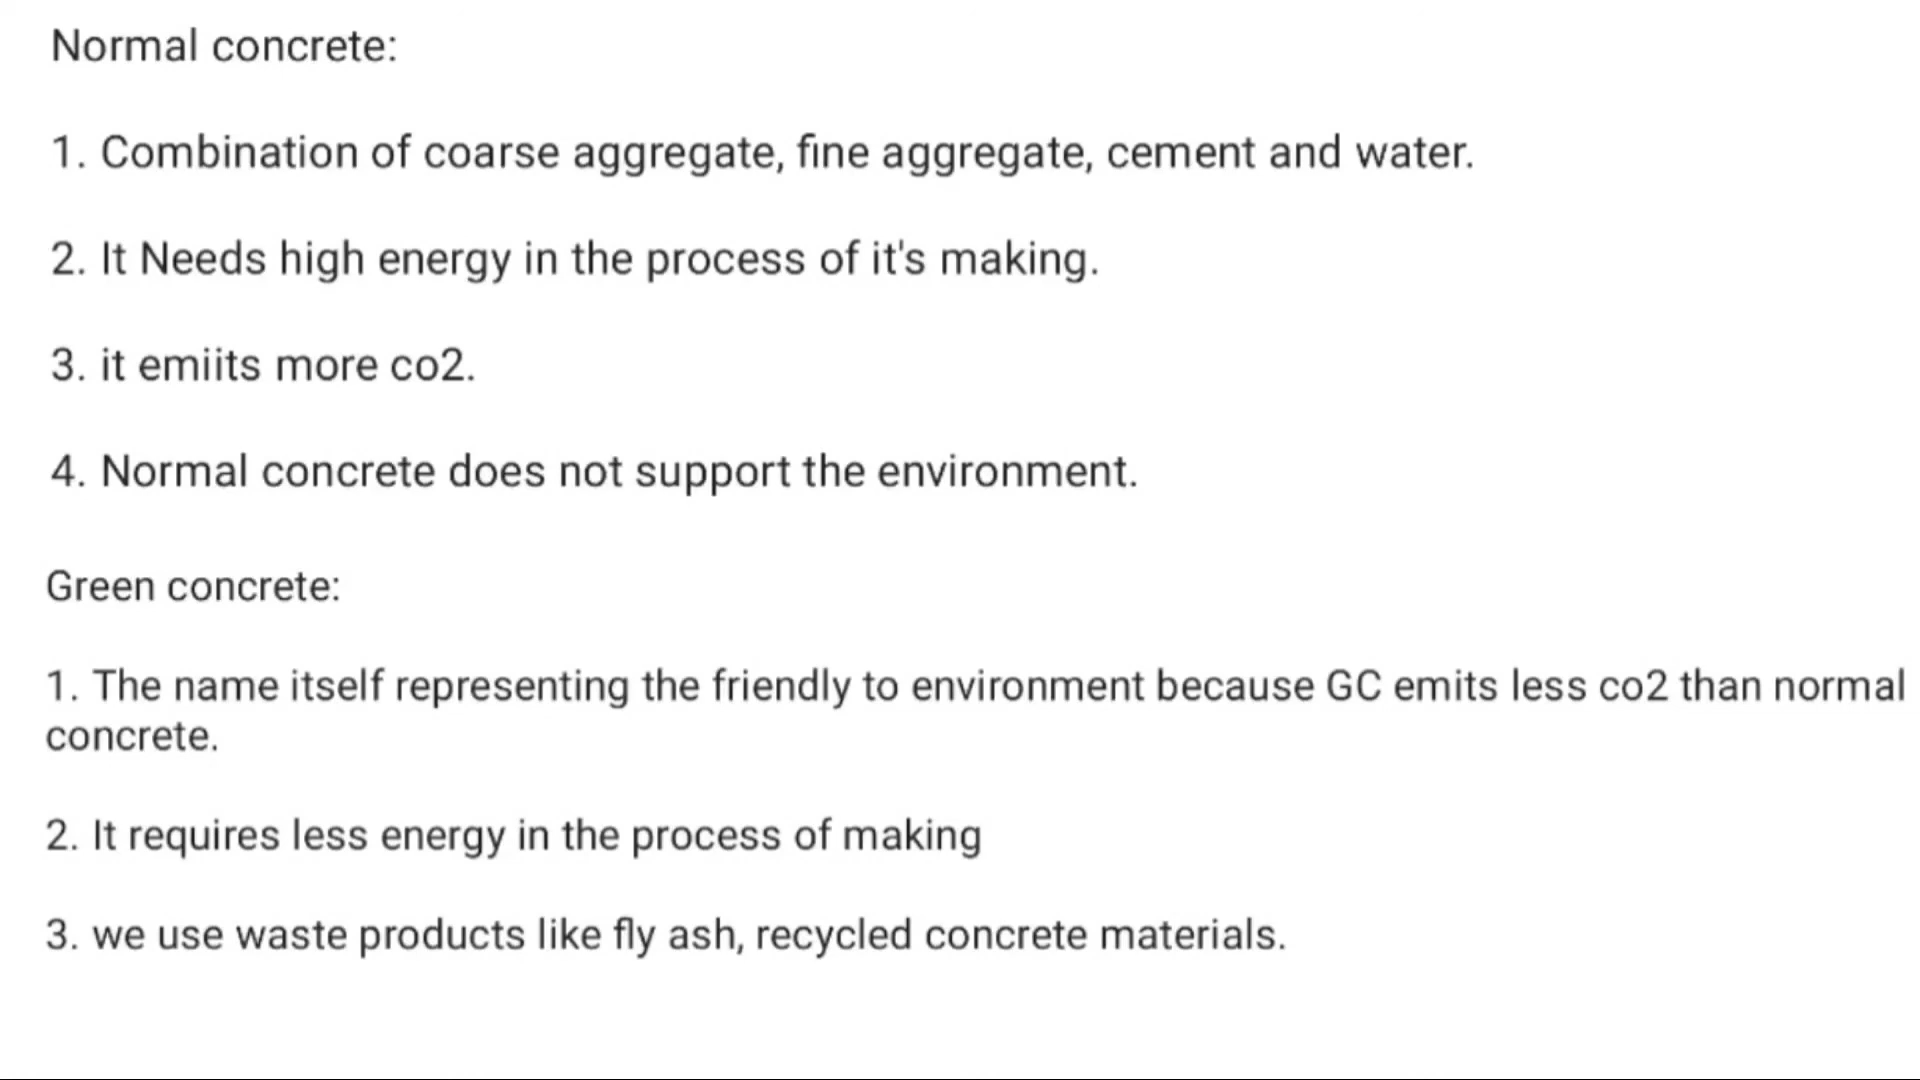 Normal concrete:
1. Combination of coarse aggregate, fine aggregate, cement and water.
2. It Needs high energy in the process of it's making.
3. it emiits more co2.
4. Normal concrete does not support the environment.
Green concrete:
1. The name itself representing the friendly to environment because GC emits less co2 than normal
concrete.
2. It requires less energy in the process of making
3. we use waste products like fly ash, recycled concrete materials.